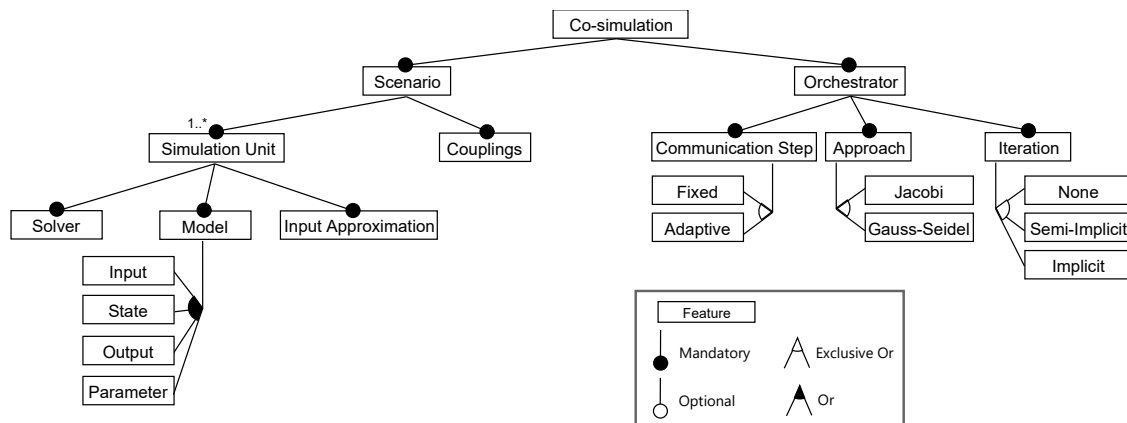 Co-simulation
Scenario
Orchestrator
1..*
Simulation Unit
Couplings
Communication Step
Approach
Iteration
Solver
Model
Input Approximation
Fixed
Adaptive
Jacobi
Gauss-Seidel
None
Semi-Implicit
Implicit
Input
State
Output
Parameter
Feature
Mandatory
Exclusive Or
Optional
Or